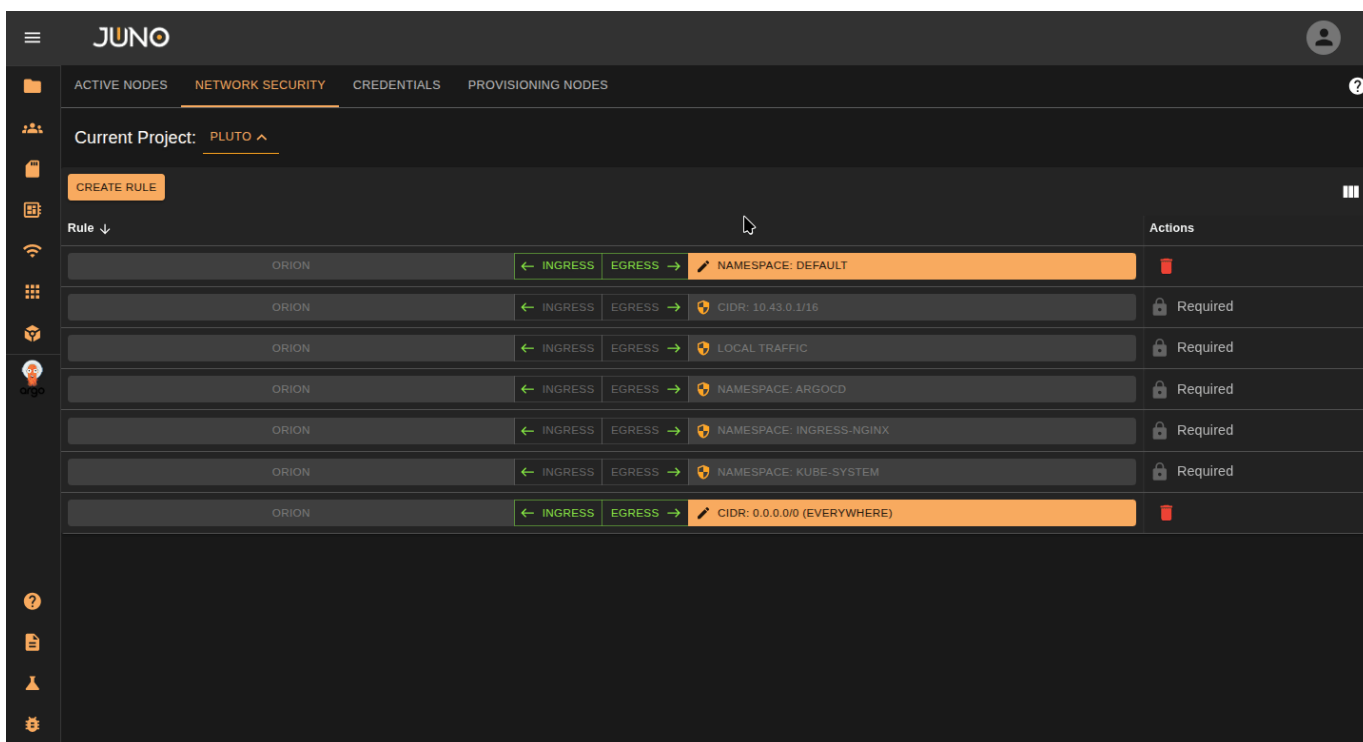 JUNO
ACTIVE NODES NETWORK SECURITY CREDENTIALS PROVISIONING NODES
Current Project: PLUTO
CREATE RULE
Rule Actions
ORION INGRESS EGRESS NAMESPACE: DEFAULT
ORION INGRESS EGRESS CIDR: 10.43.0.1/16 Required
ORION INGRESS EGRESS LOCAL TRAFFIC Required
ORION INGRESS EGRESS NAMESPACE: ARGOCD Required
argo
ORION INGRESS EGRESS NAMESPACE: INGRESS-NGINX Required
ORION INGRESS EGRESS NAMESPACE: KUBE-SYSTEM Required
ORION INGRESS EGRESS CIDR: 0.0.0.0/0 (EVERYWHERE)